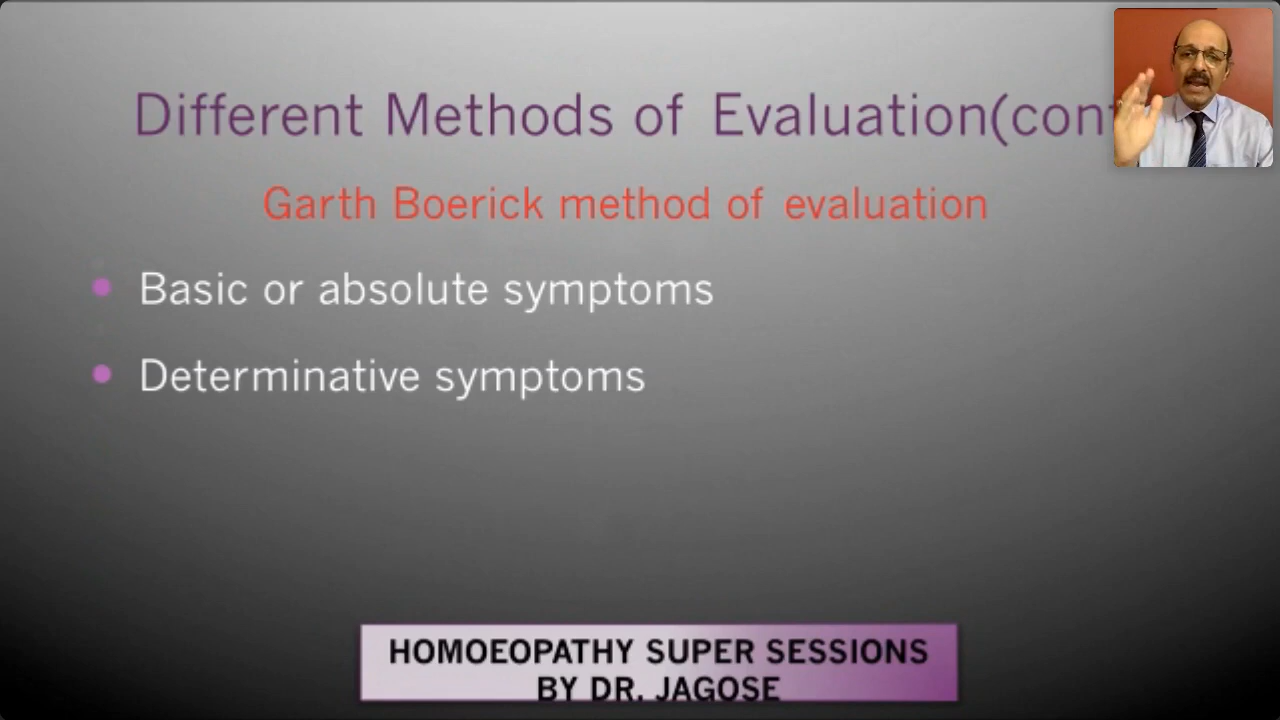 Different Methods of Evaluation(cont
Garth Boerick method of evaluation
Basic or absolute symptoms
Determinative symptoms
HOMOEOPATHY SUPER SESSIONS
BY DR. JAGOSE